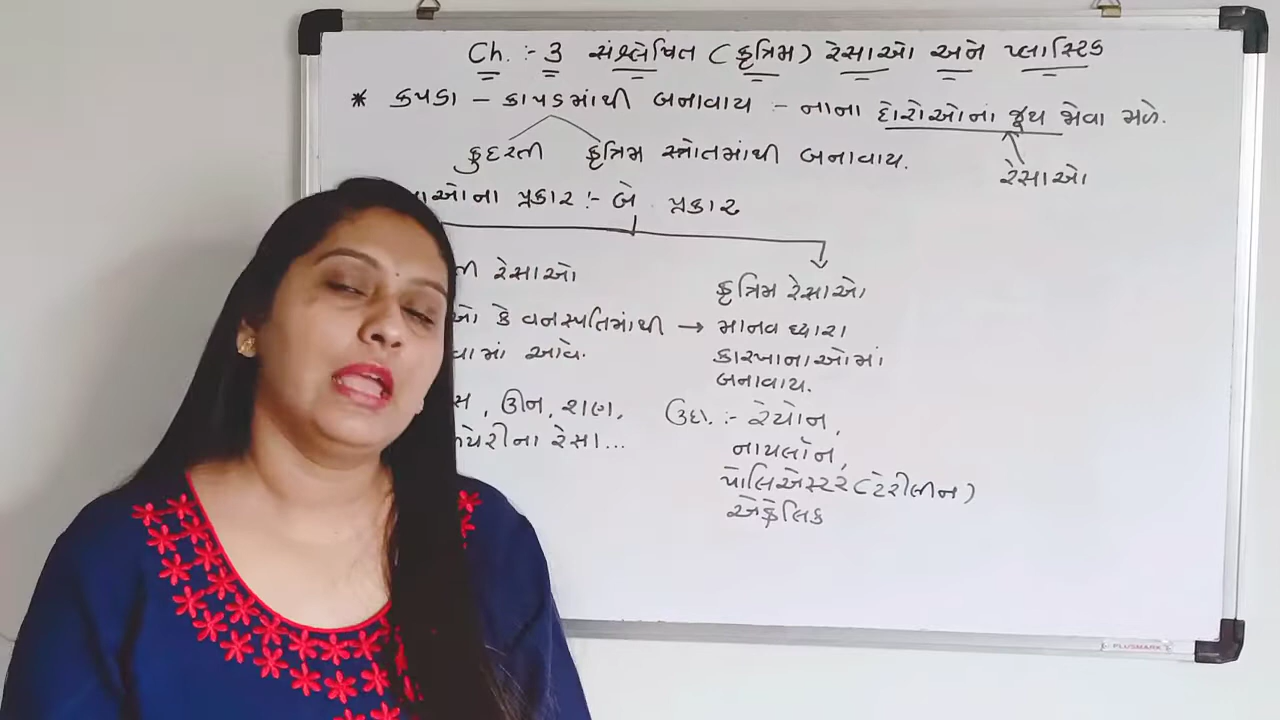 Ch. :- 3 સંશ્લેષિત (કૃત્રિમ) રેસાઓ અને પ્લાસ્ટિક
* કપડા - કાપડમાંથી બનાવાય :- નાના દોરાઓનાં જૂથ જોવા મળે.
કુદરતી કૃત્રિમ સ્ત્રોતમાંથી બનાવાય.
રેસાઓ
ાઓના પ્રકાર :- બે પ્રકાર
તી રેસાઓ
કૃત્રિમ રેસાઓ
ઓ કે વનસ્પતિમાંથી
→ માનવ દ્વારા
વામાં આવે.
કારખાનાઓમાં
બનાવાય.
સ, ઊન, શણ,
ઉદા. :- રેયોન,
ળિયેરીના રેસા...
નાયલોન,
પોલિએસ્ટર (ટેરીલીન)
એક્રેલિક
PLUSMARK